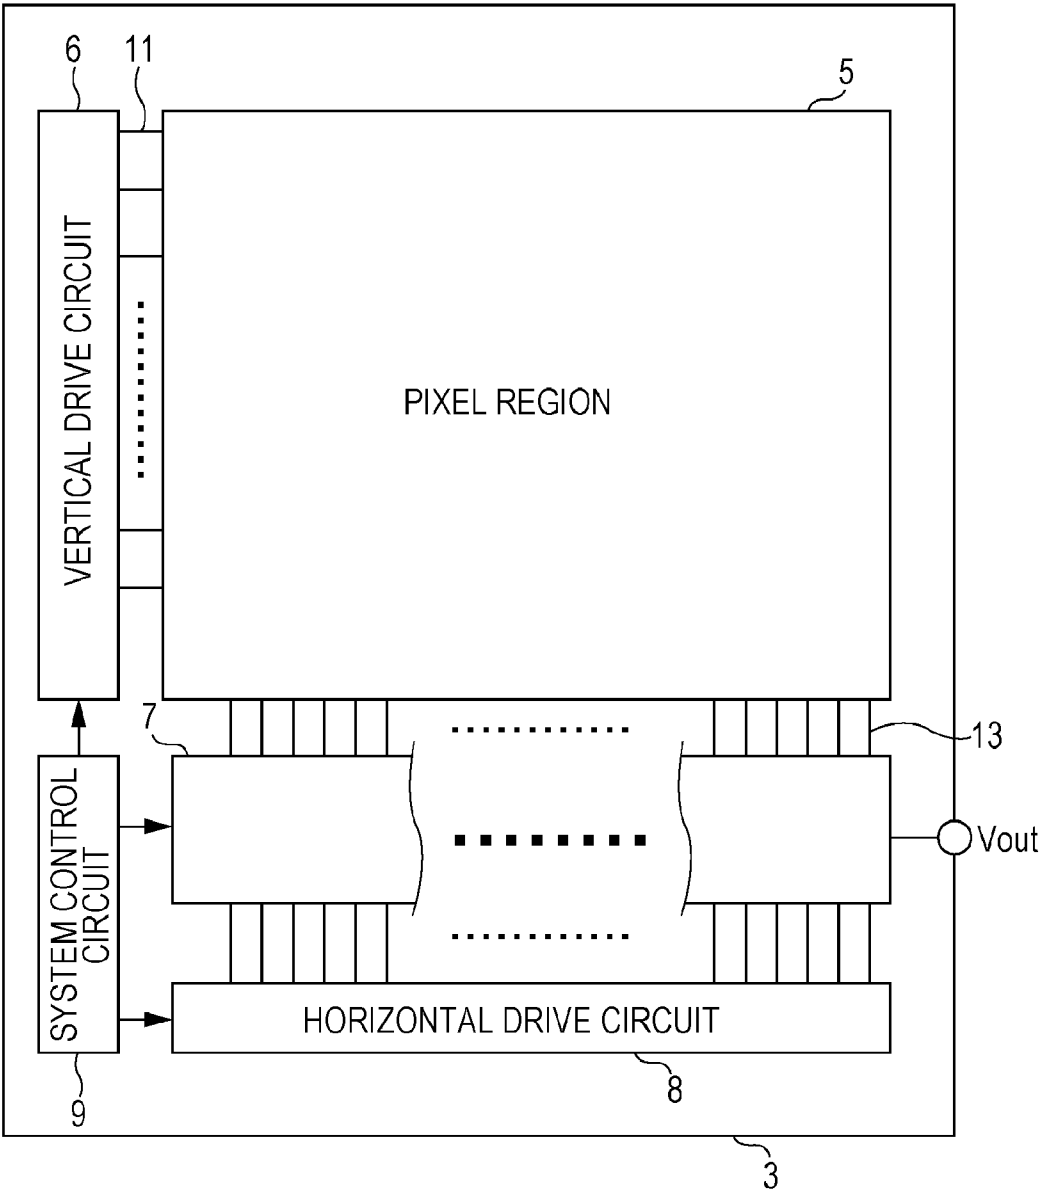 6
11
5
VERTICAL DRIVE CIRCUIT
PIXEL REGION
7
13
SYSTEM CONTROL
CIRCUIT
Vout
HORIZONTAL DRIVE CIRCUIT
9
8
3